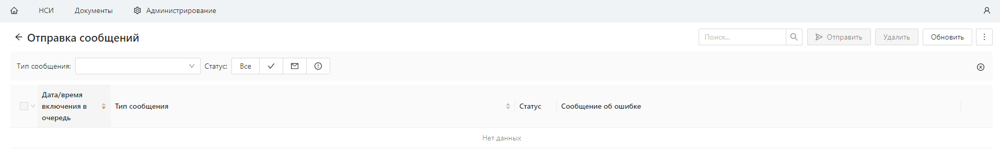 НСИ Документы Администрирование
Отправка сообщений
Поиск... Отправить Удалить Обновить
Тип сообщения: Статус: Все
Дата/время включения в очередь
Тип сообщения
Статус
Сообщение об ошибке
Нет данных